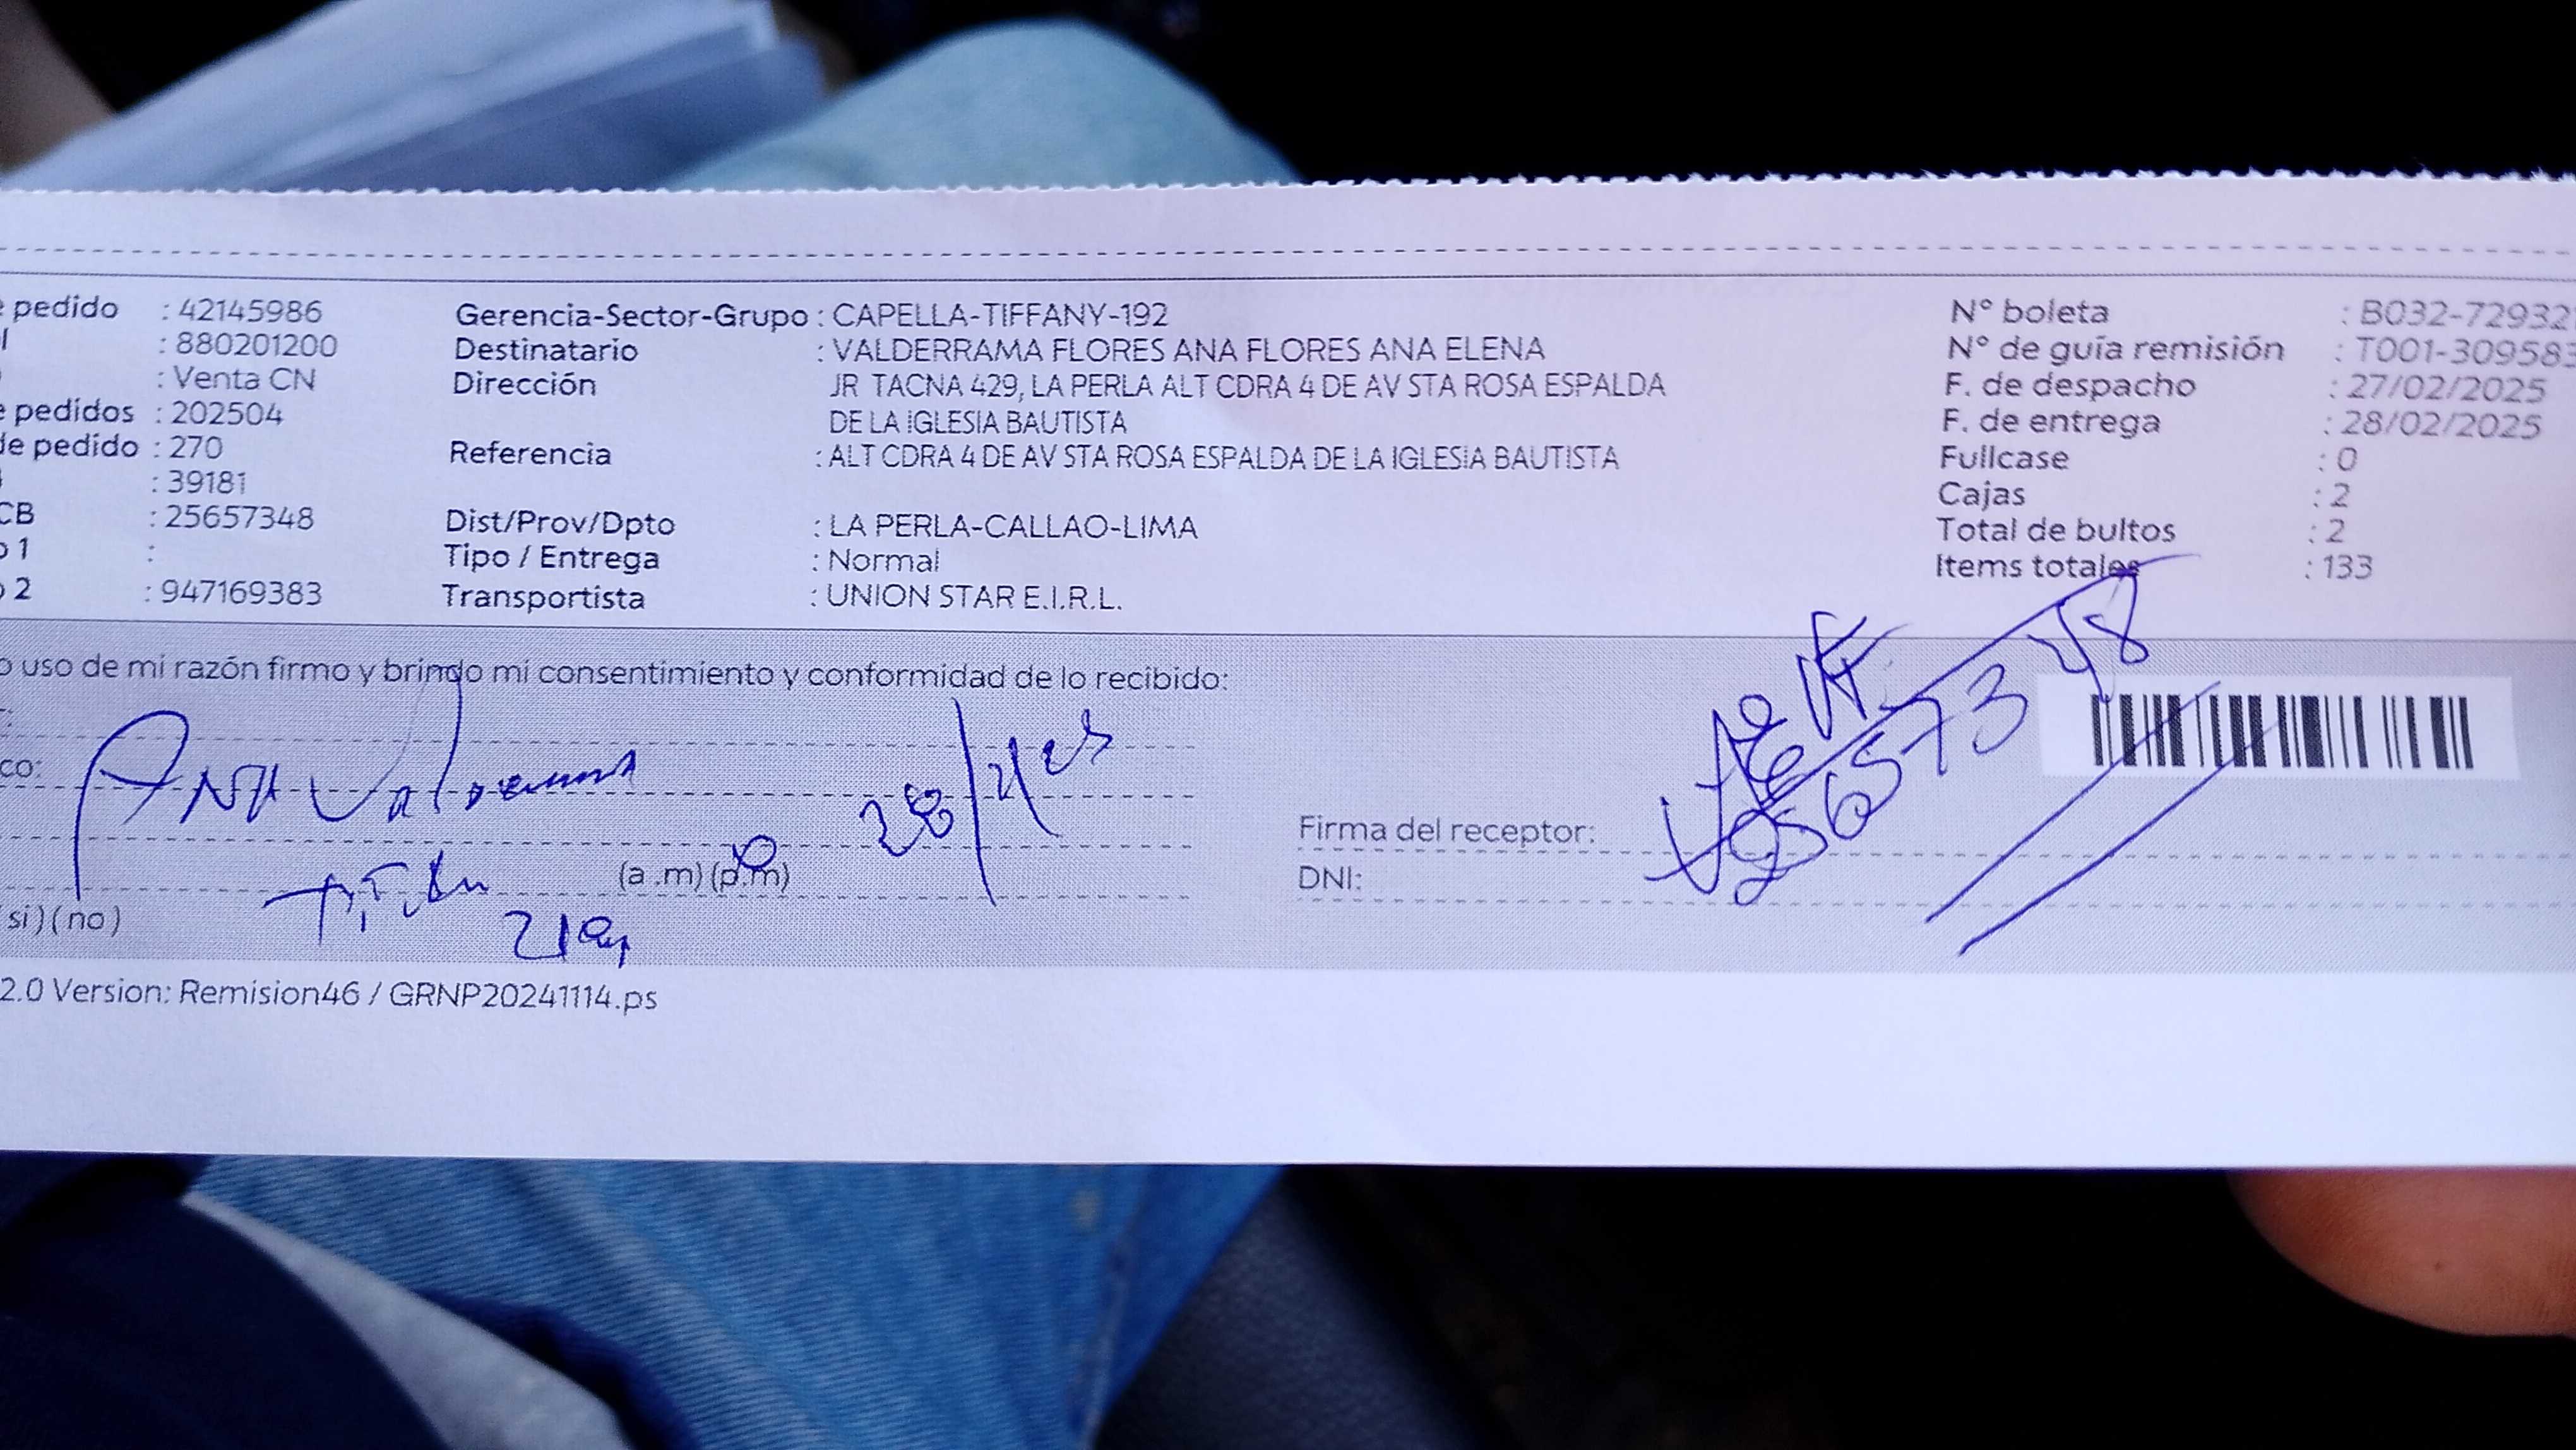 pedido : 42145986
: 880201200
: Venta CN
pedidos : 202504
de pedido : 270
: 39181
CB : 25657348
1 :
2 : 947169383
Gerencia-Sector-Grupo : CAPELLA-TIFFANY-192
Destinatario : VALDERRAMA FLORES ANA FLORES ANA ELENA
Dirección JR TACNA 429, LA PERLA ALT CDRA 4 DE AV STA ROSA ESPALDA
DE LA IGLESIA BAUTISTA
Referencia : ALT CDRA 4 DE AV STA ROSA ESPALDA DE LA IGLESIA BAUTISTA
Dist/Prov/Dpto : LA PERLA-CALLAO-LIMA
Tipo / Entrega : Normal
Transportista : UNION STAR E.I.R.L.
N° boleta : B032-72932
N° de guía remisión : T001-309583
F. de despacho : 27/02/2025
F. de entrega : 28/02/2025
Fullcase : 0
Cajas : 2
Total de bultos : 2
Items totales : 133
o uso de mi razón firmo y brindo mi consentimiento y conformidad de lo recibido:
co:
ANA Valderrama
(a .m) (p.m)
si) (no)
Firma del receptor:
25657348
DNI:
2.0 Version: Remision46 / GRNP20241114.ps